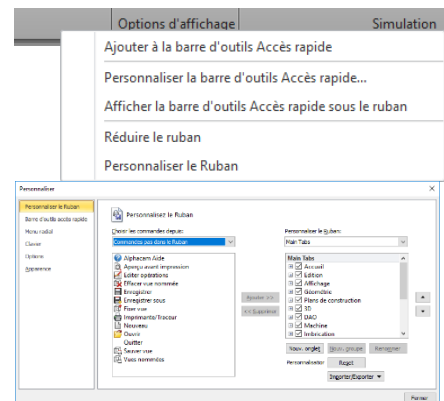 Options d'affichage Simulation
Ajouter à la barre d'outils Accès rapide
Personnaliser la barre d'outils Accès rapide...
Afficher la barre d'outils Accès rapide sous le ruban
Réduire le ruban
Personnaliser le Ruban
Personnaliser
Personnaliser le Ruban
Barre d'outils accès rapide
Menu radial
Clavier
Options
Apparence
Personnalisez le Ruban
Choisir les commandes depuis:
Commandes pas dans le Ruban
Alphacam Aide
Aperçu avant impression
Editer opérations
Effacer vue nommée
Enregistrer
Enregistrer sous
Fixer vue
Imprimante/Traceur
Nouveau
Ouvrir
Quitter
Sauver vue
Vues nommées
Ajouter >>
<< Supprimer
Personnaliser le Ruban:
Main Tabs
Main Tabs
Accueil
Edition
Affichage
Géométrie
Plans de construction
3D
DAO
Machine
Imbrication
Nouv. onglet Nouv. groupe Renommer
Personnalisation Reset
Importer/Exporter
Fermer